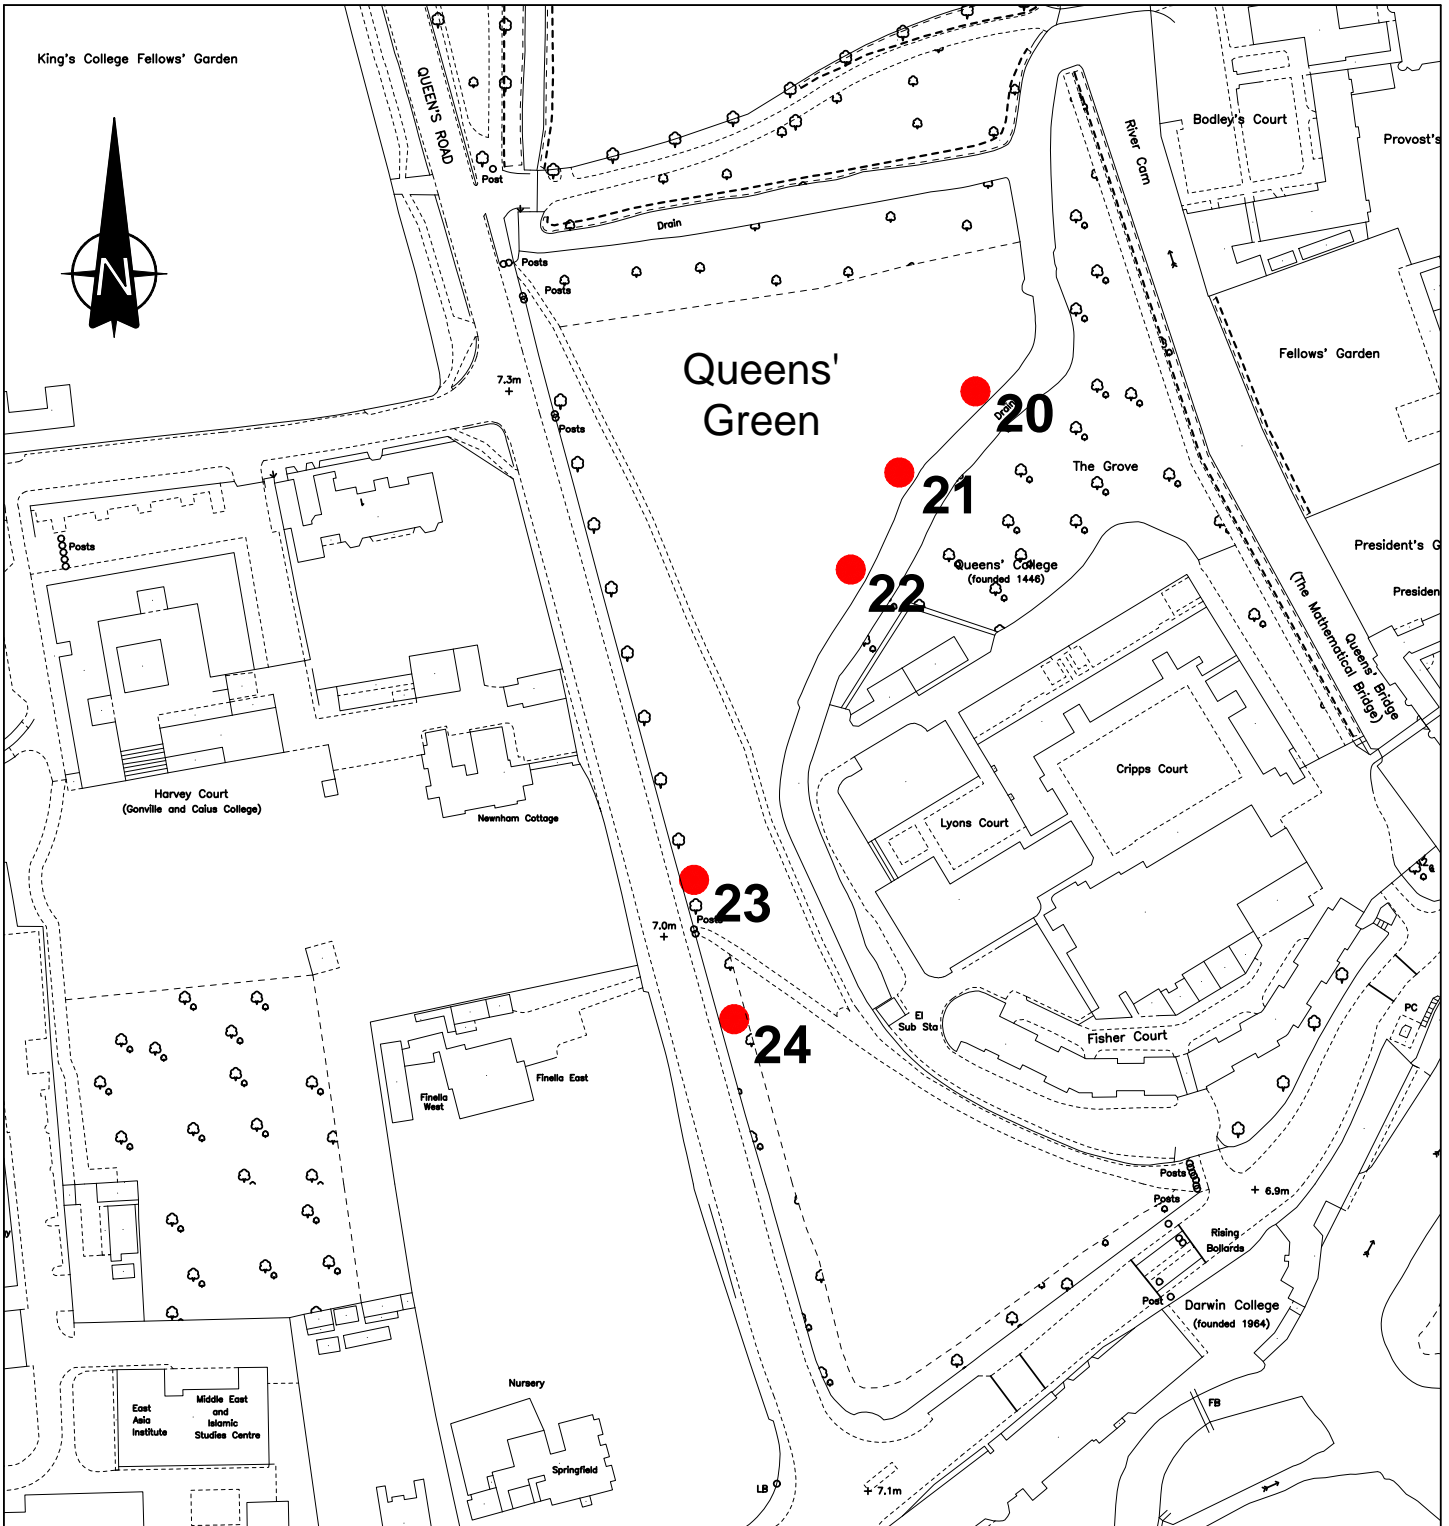 King's College Fellows' Garden
QUEEN'S ROAD
Post
River Cam
Bodley's Court
Provost's
Drain
Posts
Posts
N
Queens'
Green
Fellows' Garden
7.3m
Posts
Drain
20
The Grove
21
Posts
President's G
Queens' College
(founded 1446)
22
Presiden
Queens' Bridge
(The Mathematical Bridge)
Harvey Court
(Gonville and Caius College)
Newnham Cottage
Cripps Court
Lyons Court
23
Posts
7.0m
El
Sub Sta
PC
24
Fisher Court
Finella East
Finella
West
Posts
Posts
6.9m
Rising
Bollards
Post
Darwin College
(founded 1964)
Nursery
East
Asia
Institute
Middle East
and
Islamic
Studies Centre
FB
Springfield
LB
7.1m